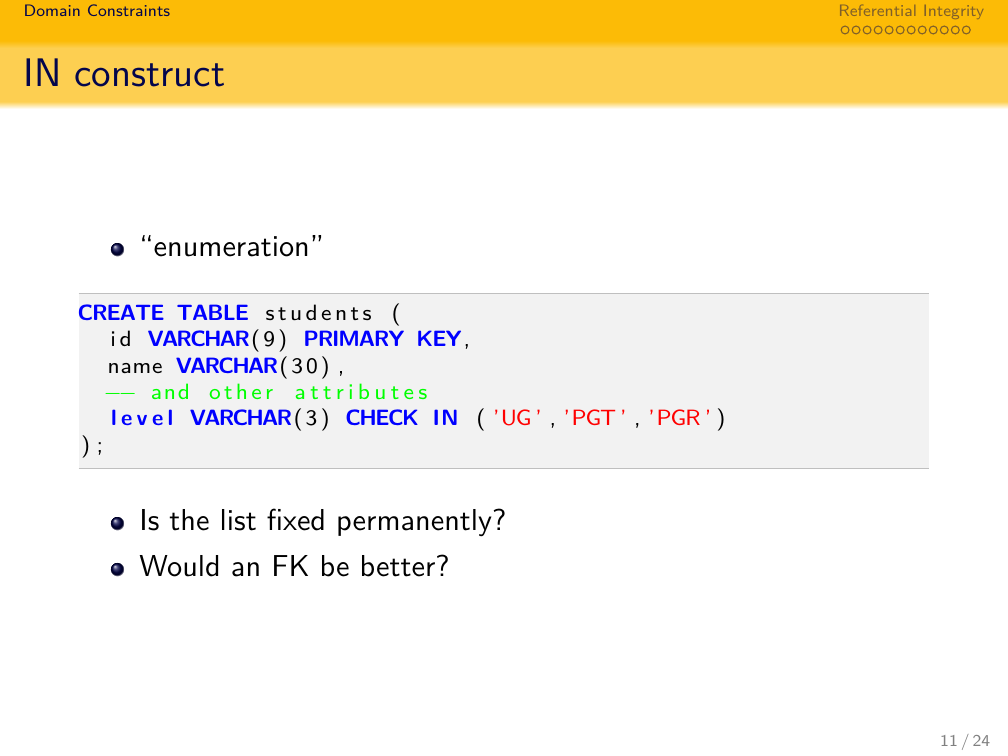 Domain Constraints
Referential Integrity
IN construct
“enumeration”
CREATE TABLE students (
id VARCHAR(9) PRIMARY KEY,
name VARCHAR(30),
-- and other attributes
level VARCHAR(3) CHECK IN ('UG','PGT','PGR')
);
Is the list fixed permanently?
Would an FK be better?
11 / 24